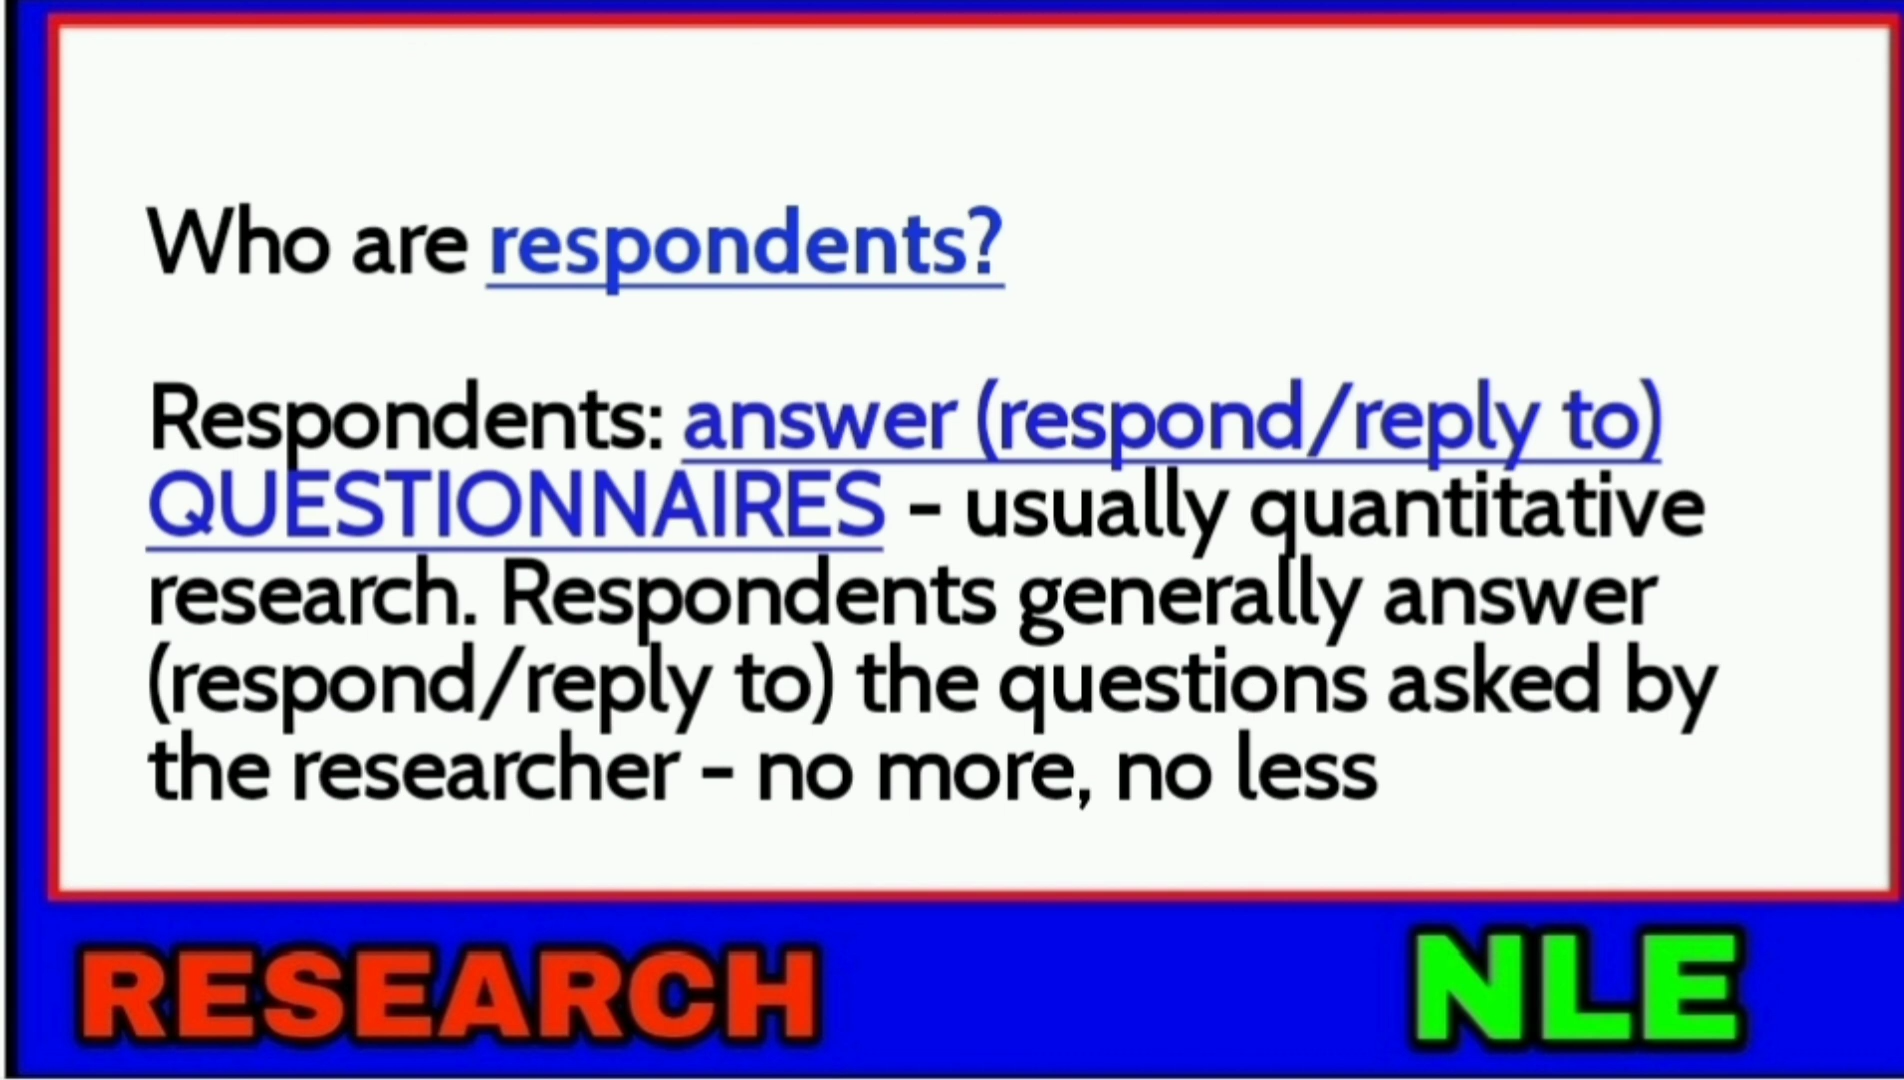 Who are respondents?
Respondents: answer (respond/reply to)
QUESTIONNAIRES - usually quantitative
research. Respondents generally answer
(respond/reply to) the questions asked by
the researcher - no more, no less
RESEARCH
NLE